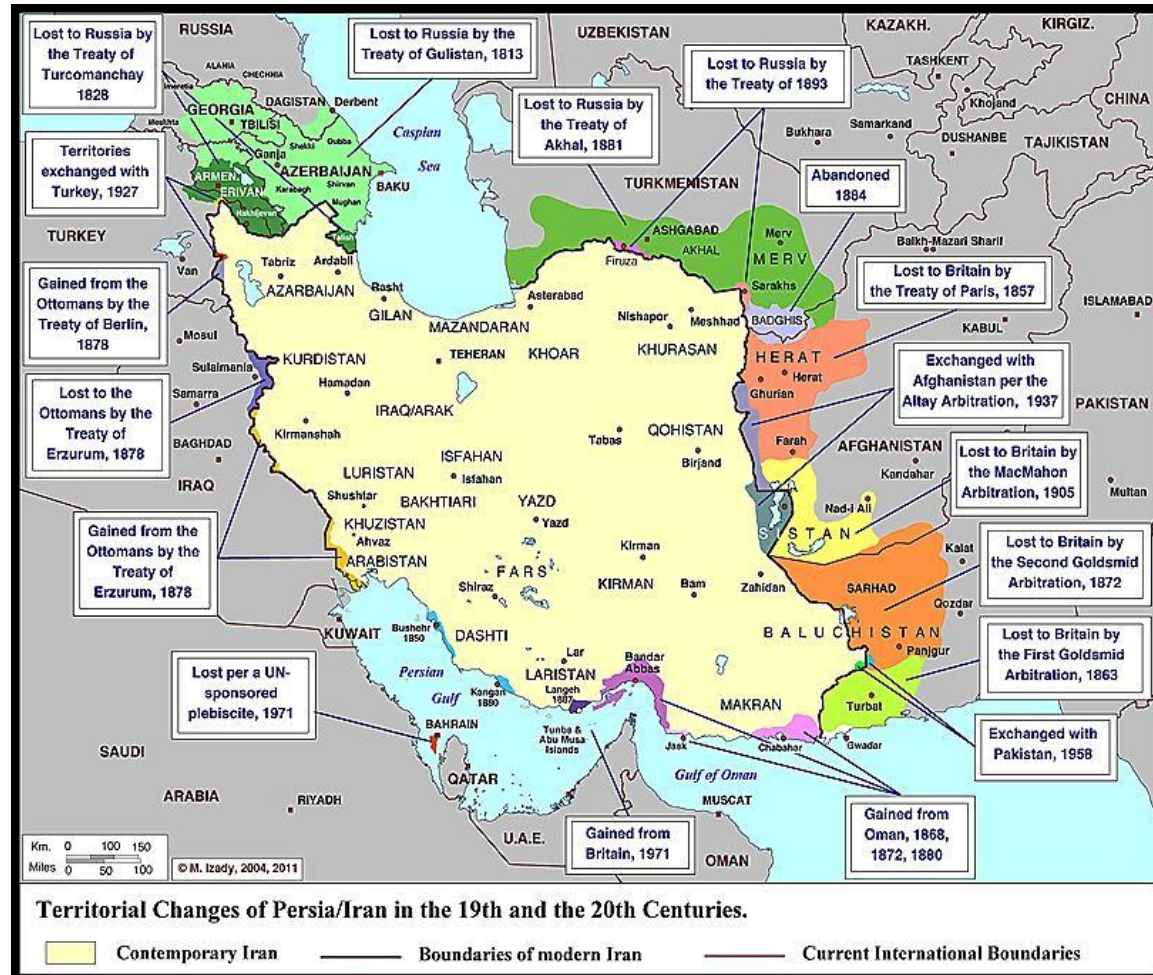 RUSSIA
Lost to Russia by
the Treaty of
Turcomanchay
1828
Lost to Russia by the
Treaty of Gulistan, 1813
UZBEKISTAN
KAZAKH.
KIRGIZ.
Lost to Russia by
the Treaty of 1893
TASHKENT
Khojand
CHINA
ALAHIA
CHECHHIA
Imeretia
DAGISTAN
Derbent
GEORGIA
TBILISI
Meskhta
Shekki
Gubba
Ganja
AZERBAIJAN
Karabagh
Shirvan
BAKU
Mughan
ARMEN.
ERIVAN
Nakhijevan
Talish
Caspian
Sea
Lost to Russia by
the Treaty of
Akhal, 1881
Bukhara
Samarkand
DUSHANBE
TAJIKISTAN
Territories
exchanged with
Turkey, 1927
TURKMENISTAN
Abandoned
1884
TURKEY
Van
ASHGABAD
AKHAL
Firuza
Merv
MERV
Sarakhs
BADGHIS
Balkh-Mazari Sharif
Tabriz
Ardabil
AZARBAIJAN
Rasht
GILAN
Asterabad
MAZANDARAN
Nishapor
Meshhad
Lost to Britain by
the Treaty of Paris, 1857
ISLAMABAD
KABUL
Gained from the
Ottomans by the
Treaty of Berlin,
1878
Mosul
Sulaimania
KURDISTAN
TEHERAN
KHOAR
KHURASAN
HERAT
Herat
Ghurian
Exchanged with
Afghanistan per the
Altay Arbitration, 1937
PAKISTAN
Lost to the
Ottomans by the
Treaty of
Erzurum, 1878
Samarra
BAGHDAD
IRAQ
Hamadan
IRAQ/ARAK
Kirmanshah
Tabas
QOHISTAN
Birjand
Farah
AFGHANISTAN
Kandahar
Multan
LURISTAN
ISFAHAN
Isfahan
Shushtar
BAKHTIARI
YAZD
Yazd
Lost to Britain by
the MacMahon
Arbitration, 1905
Nad-i Ali
SISTAN
Gained from the
Ottomans by the
Treaty of
Erzurum, 1878
KHUZISTAN
Ahvaz
ARABISTAN
FARS
Shiraz
Kirman
KIRMAN
Bam
Zahidan
SARHAD
Kalat
Qozdar
Lost to Britain by
the Second Goldsmid
Arbitration, 1872
KUWAIT
Bushehr
1850
DASHTI
BALUCHISTAN
Panjgur
Lost per a UN-
sponsored
plebiscite, 1971
Persian
Gulf
Kangan
1880
Lar
LARISTAN
Langeh
1887
Bandar
Abbas
MAKRAN
Turbat
Lost to Britain by
the First Goldsmid
Arbitration, 1863
BAHRAIN
QATAR
Tunbs &
Abu Musa
Islands
Jask
Chabahar
Gwadar
Exchanged with
Pakistan, 1958
SAUDI
ARABIA
RIYADH
Gulf of Oman
MUSCAT
U.A.E.
OMAN
Gained from
Britain, 1971
Gained from
Oman, 1868,
1872, 1880
Km. 0 100 150
Miles 0 50 100
© M. Izady, 2004, 2011
Territorial Changes of Persia/Iran in the 19th and the 20th Centuries.
Contemporary Iran
Boundaries of modern Iran
Current International Boundaries